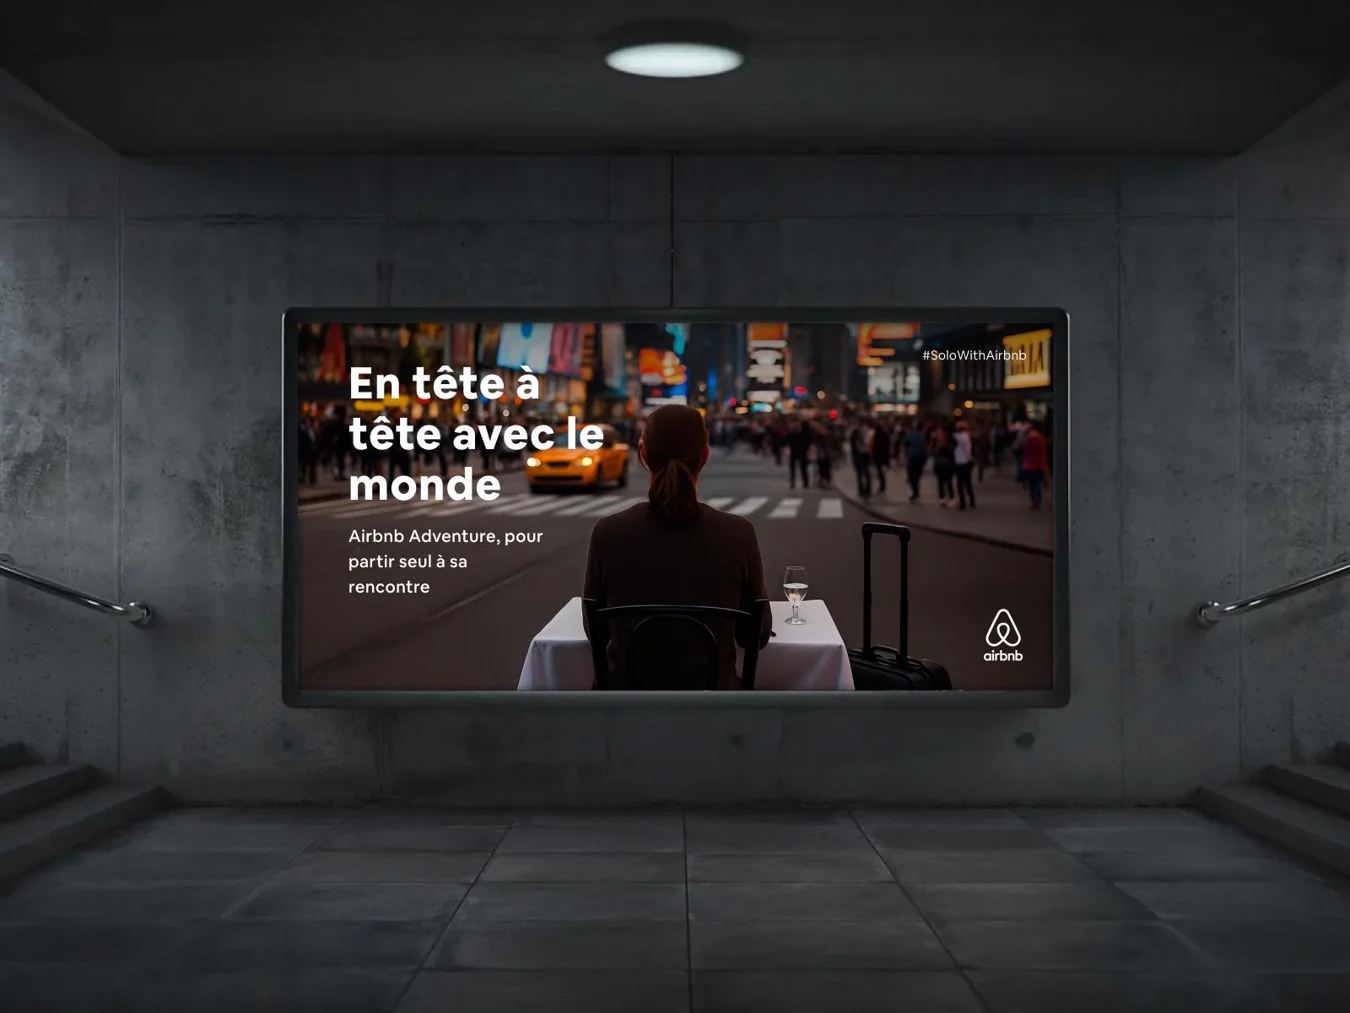 #SoloWithAirbnb
En tête à
tête avec le
monde
Airbnb Adventure, pour
partir seul à sa
rencontre
airbnb